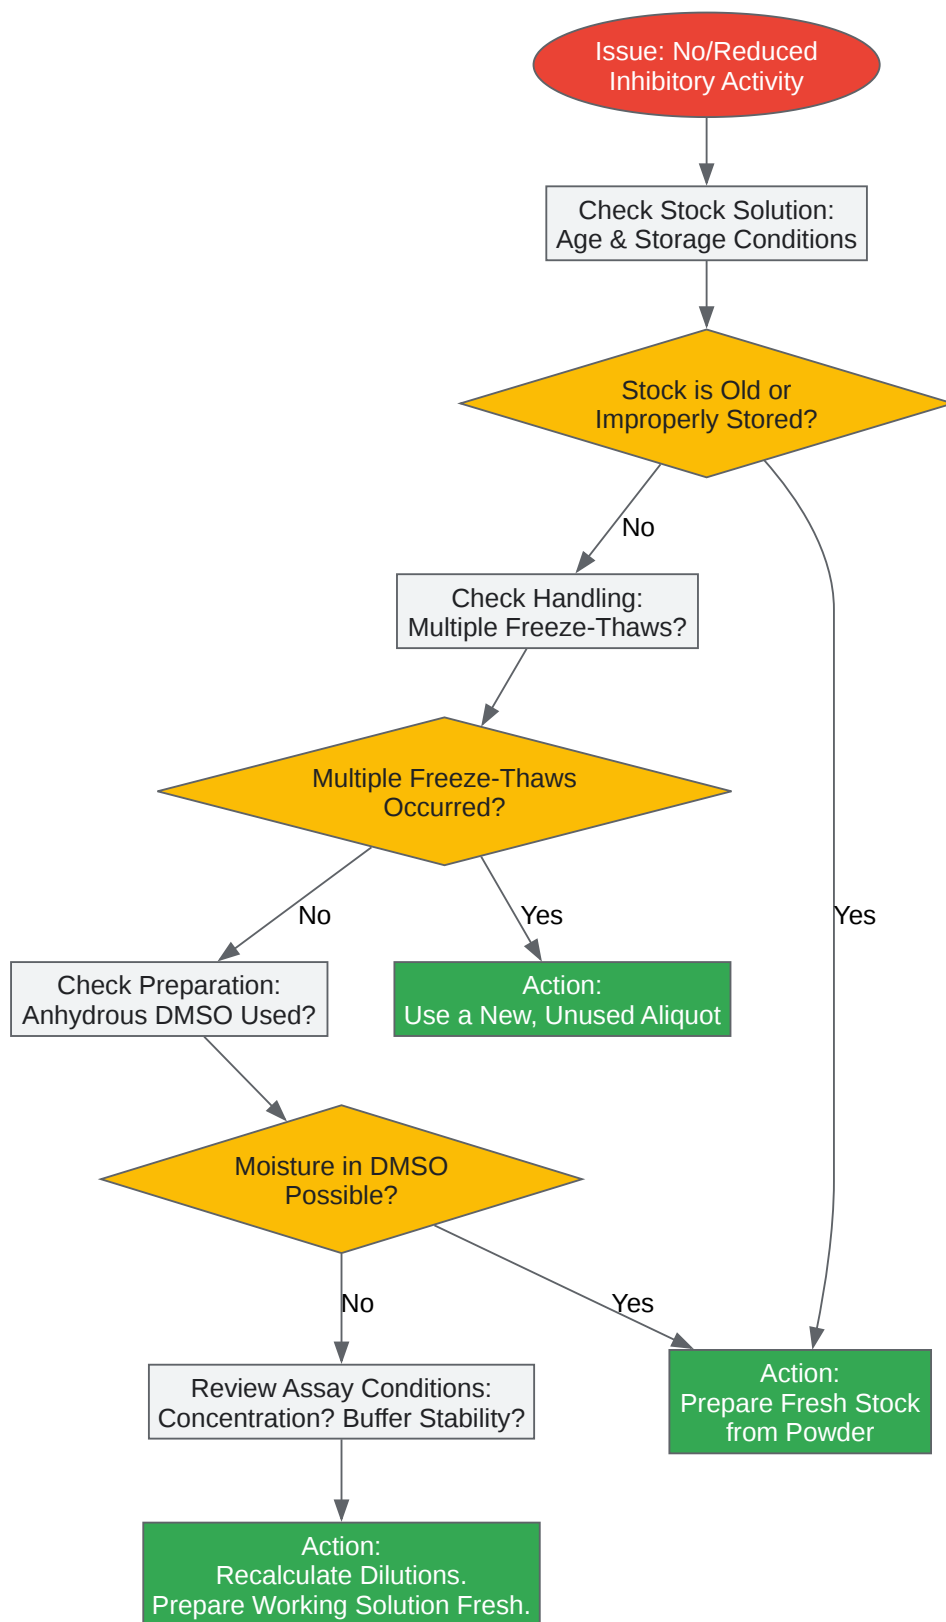 Issue: No/Reduced
Inhibitory Activity
Check Stock Solution:
Age & Storage Conditions
Stock is Old or
Improperly Stored?
No
Check Handling:
Multiple Freeze-Thaws?
Multiple Freeze-Thaws
Occurred?
No
Yes
Yes
Check Preparation:
Anhydrous DMSO Used?
Action:
Use a New, Unused Aliquot
Moisture in DMSO
Possible?
No
Yes
Review Assay Conditions:
Concentration? Buffer Stability?
Action:
Prepare Fresh Stock
from Powder
Action:
Recalculate Dilutions.
Prepare Working Solution Fresh.